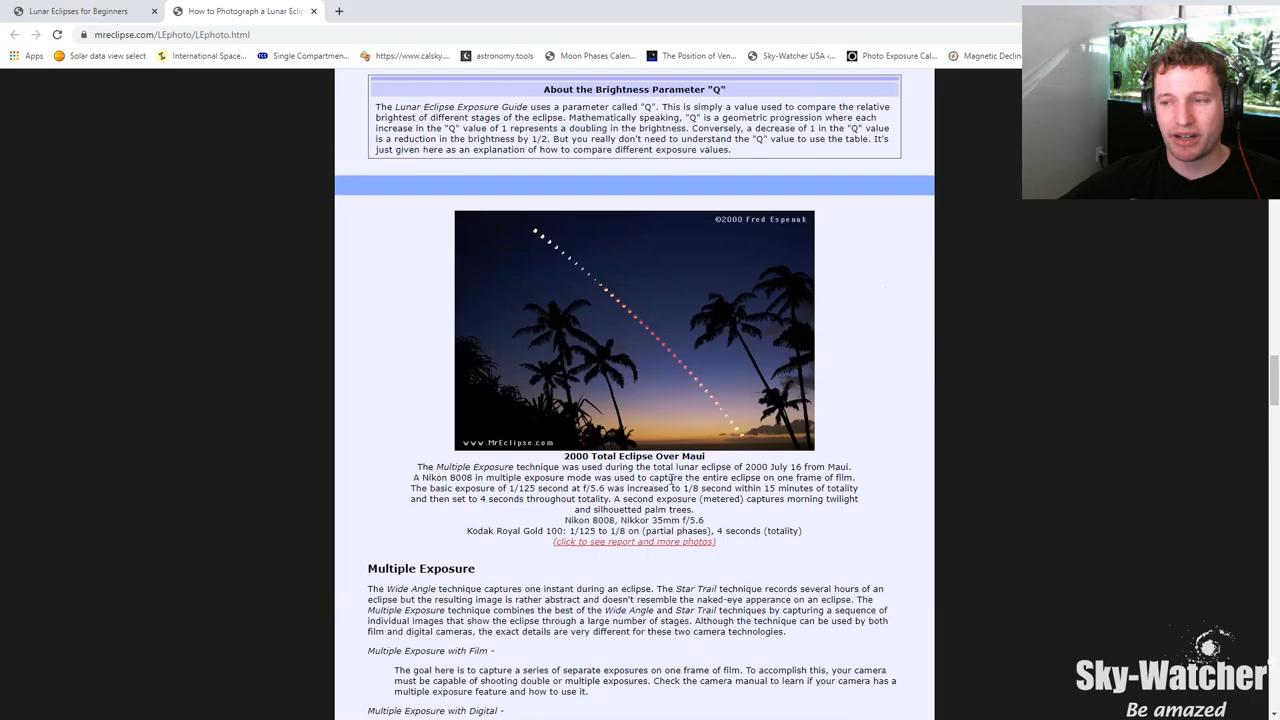 Lunar Eclipses for Beginners
How to Photograph a Lunar Eclip
mreclipse.com/LEphoto/LEphoto.html
Apps
Solar data view select
International Space...
Single Compartmen...
https://www.calsky....
astronomy.tools
Moon Phases Calen...
The Position of Ven...
Sky-Watcher USA <...
Photo Exposure Cal...
Magnetic Declin
About the Brightness Parameter "Q"
The Lunar Eclipse Exposure Guide uses a parameter called "Q". This is simply a value used to compare the relative
brightest of different stages of the eclipse. Mathematically speaking, "Q" is a geometric progression where each
increase in the "Q" value of 1 represents a doubling in the brightness. Conversely, a decrease of 1 in the "Q" value
is a reduction in the brightness by 1/2. But you really don't need to understand the "Q" value to use the table. It's
just given here as an explanation of how to compare different exposure values.
©2000 Fred Espenak
www.MrEclipse.com
2000 Total Eclipse Over Maui
The Multiple Exposure technique was used during the total lunar eclipse of 2000 July 16 from Maui.
A Nikon 8008 in multiple exposure mode was used to capture the entire eclipse on one frame of film.
The basic exposure of 1/125 second at f/5.6 was increased to 1/8 second within 15 minutes of totality
and then set to 4 seconds throughout totality. A second exposure (metered) captures morning twilight
and silhouetted palm trees.
Nikon 8008, Nikkor 35mm f/5.6
Kodak Royal Gold 100: 1/125 to 1/8 on (partial phases), 4 seconds (totality)
(click to see report and more photos)
Multiple Exposure
The Wide Angle technique captures one instant during an eclipse. The Star Trail technique records several hours of an
eclipse but the resulting image is rather abstract and doesn't resemble the naked-eye apperance on an eclipse. The
Multiple Exposure technique combines the best of the Wide Angle and Star Trail techniques by capturing a sequence of
individual images that show the eclipse through a large number of stages. Although the technique can be used by both
film and digital cameras, the exact details are very different for these two camera technologies.
Multiple Exposure with Film -
The goal here is to capture a series of separate exposures on one frame of film. To accomplish this, your camera
must be capable of shooting double or multiple exposures. Check the camera manual to learn if your camera has a
multiple exposure feature and how to use it.
Multiple Exposure with Digital -
Sky-Watcher
Be amazed